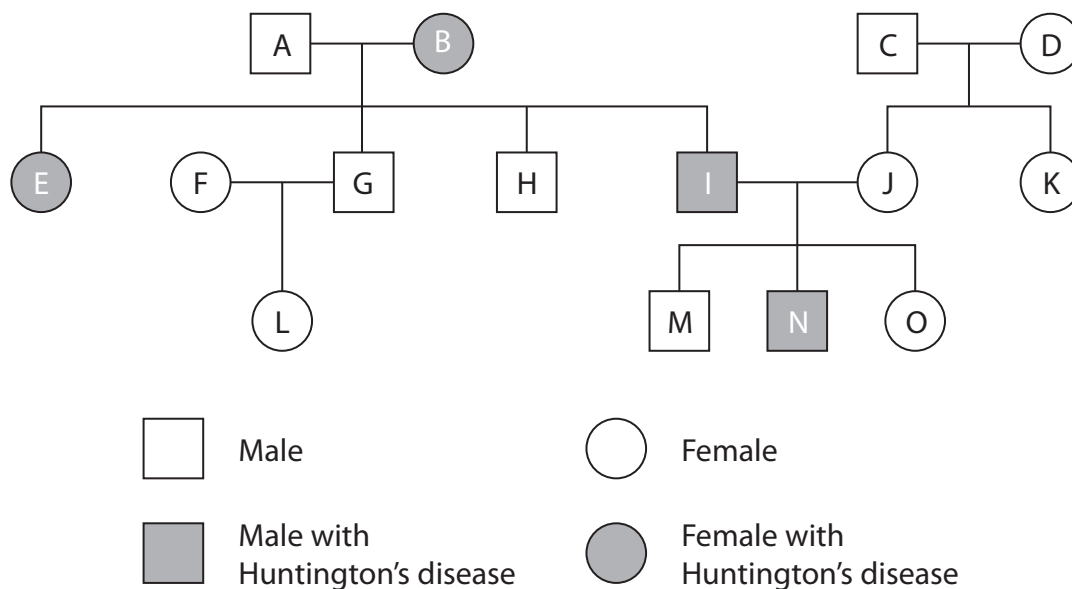 A
B
C
D
E
F
G
H
I
J
K
L
M
N
O
Male
Female
Male with
Huntington’s disease
Female with
Huntington’s disease